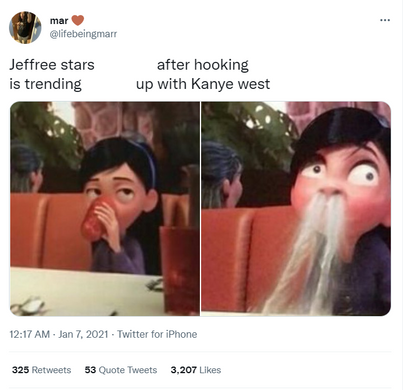 mar
@lifebeingmarr
Jeffree stars after hooking
is trending up with Kanye west
12:17 AM · Jan 7, 2021 · Twitter for iPhone
325 Retweets 53 Quote Tweets 3,207 Likes